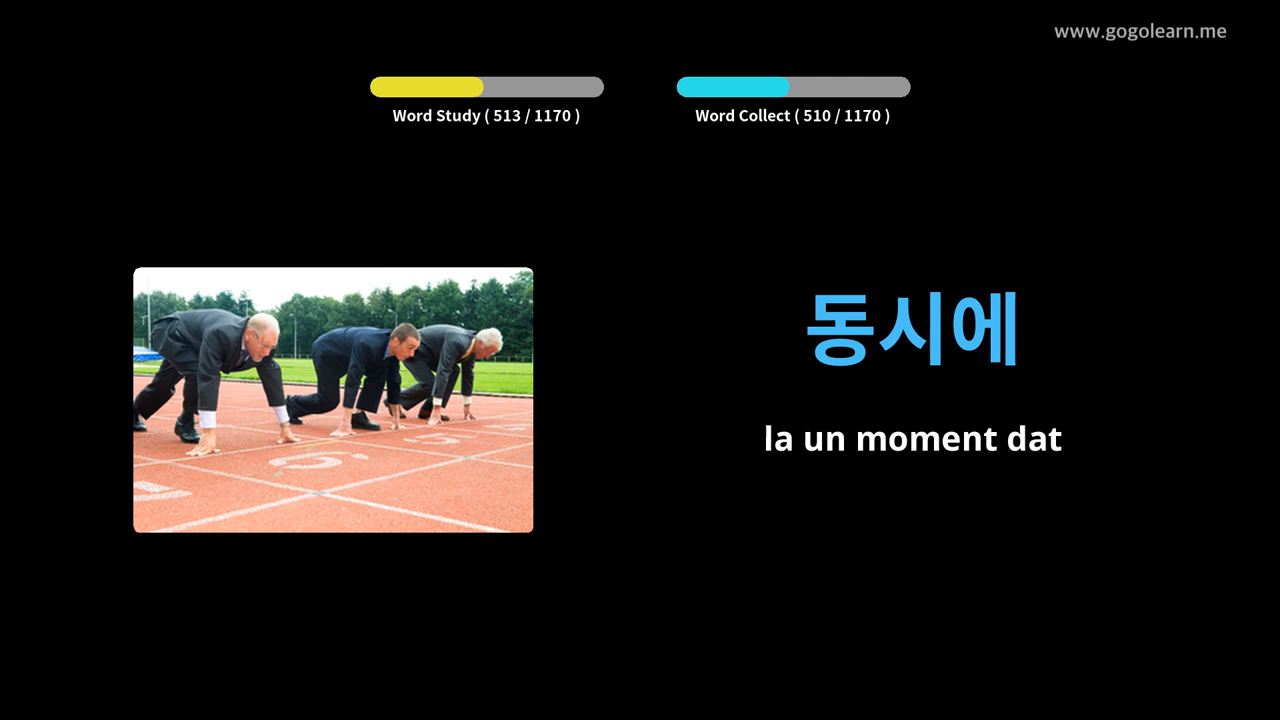 www.gogolearn.me
Word Study ( 513 / 1170 )
Word Collect ( 510 / 1170 )
동시에
la un moment dat